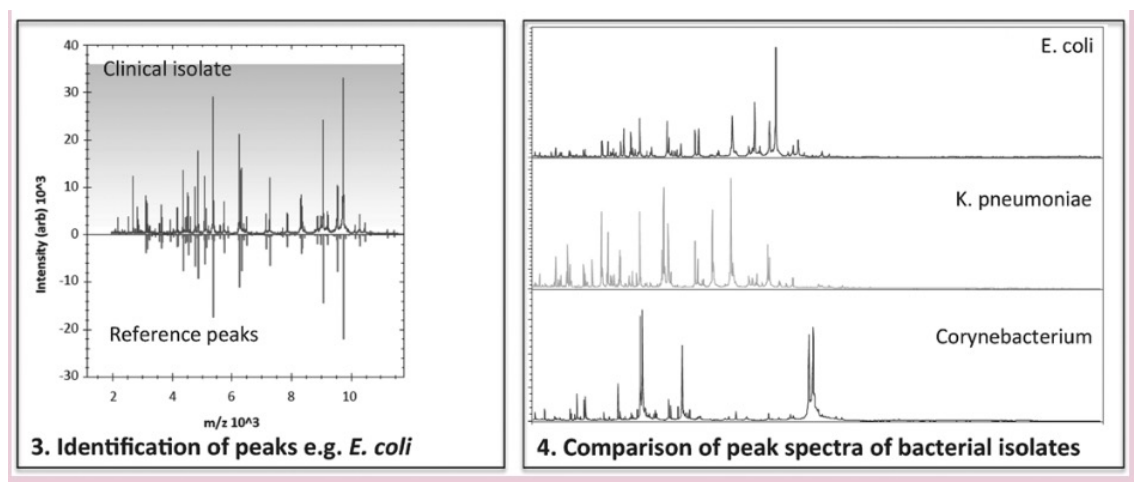 40
30
20
10
0
-10
-20
-30
Intensity (arb) 10^3
Clinical isolate
Reference peaks
2 4 6 8 10
m/z 10^3
3. Identification of peaks e.g. E. coli
E. coli
K. pneumoniae
Corynebacterium
4. Comparison of peak spectra of bacterial isolates